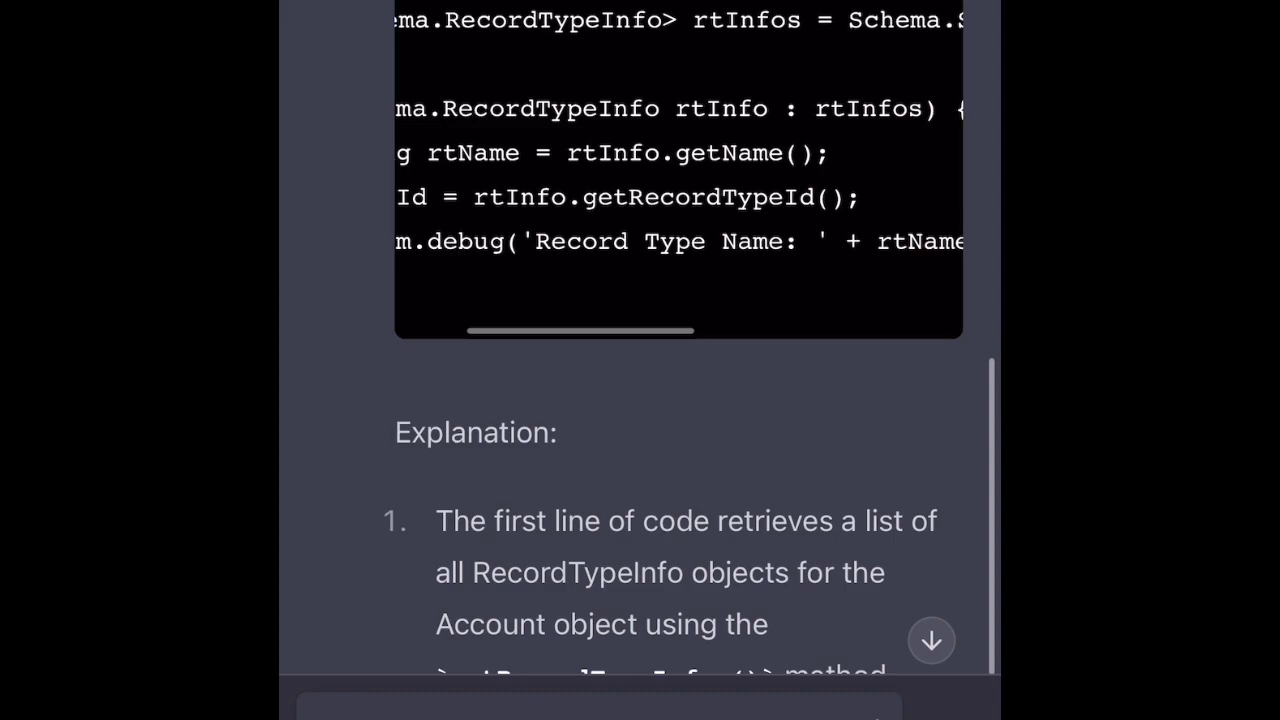 ema.RecordTypeInfo> rtInfos = Schema.S
ma.RecordTypeInfo rtInfo : rtInfos) {
g rtName = rtInfo.getName();
Id = rtInfo.getRecordTypeId();
m.debug('Record Type Name: ' + rtName
Explanation:
1. The first line of code retrieves a list of
all RecordTypeInfo objects for the
Account object using the
method